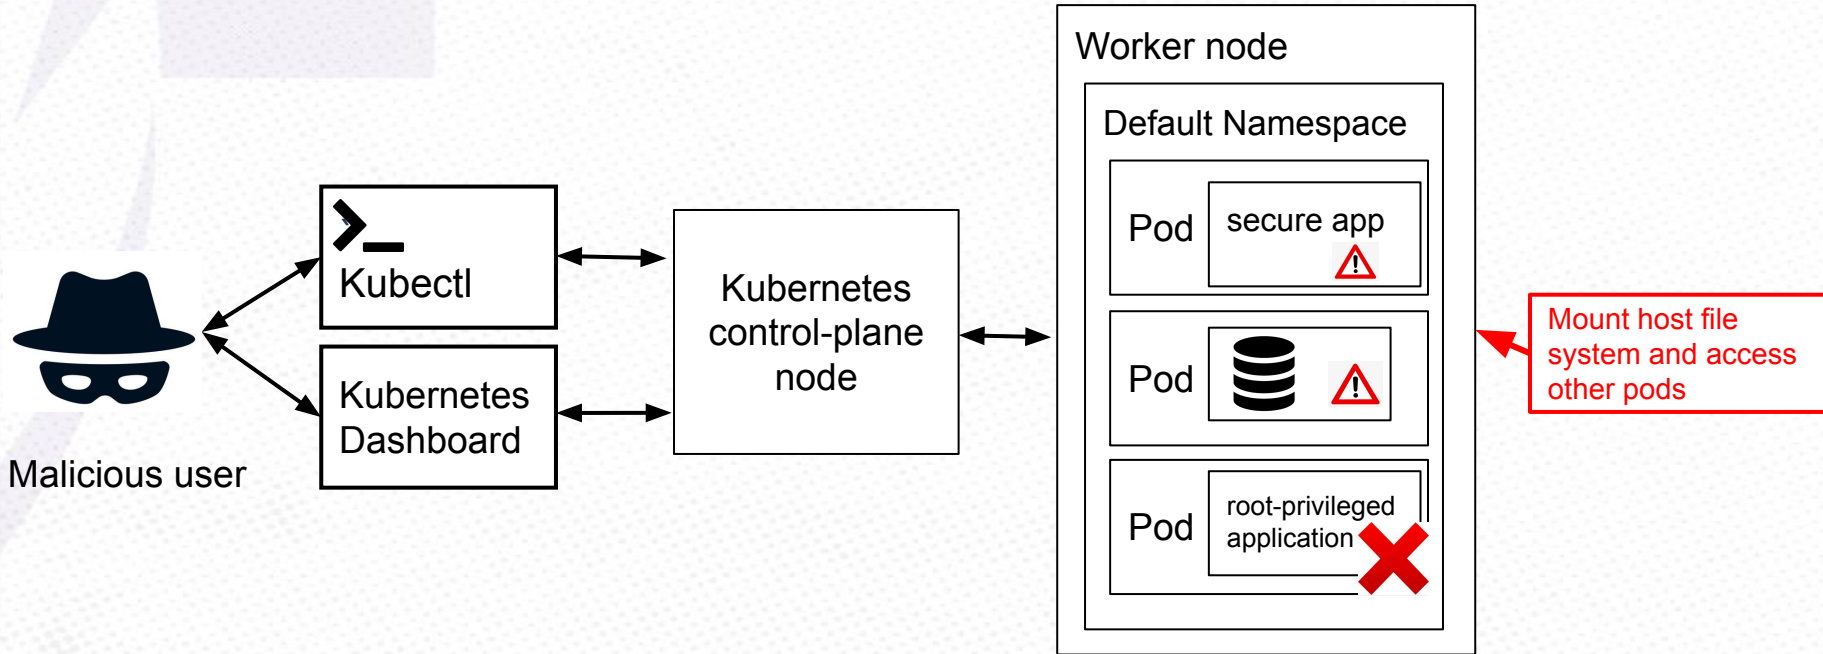 Malicious user
Kubectl
Kubernetes
Dashboard
Kubernetes
control-plane
node
Worker node
Default Namespace
Pod
secure app
Pod
Pod
root-privileged
application
Mount host file
system and access
other pods